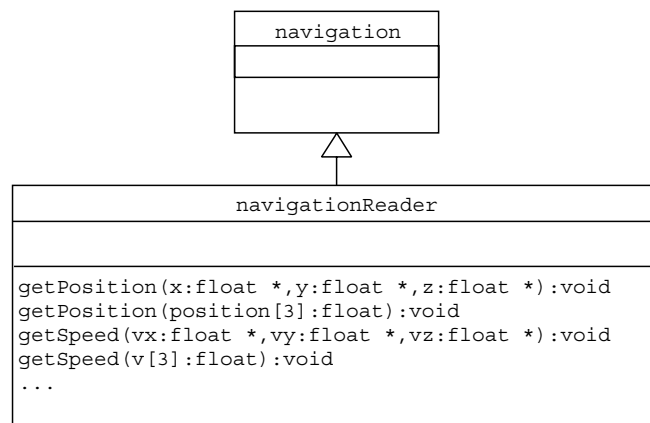 navigation
navigationReader
getPosition(x:float *,y:float *,z:float *):void
getPosition(position[3]:float):void
getSpeed(vx:float *,vy:float *,vz:float *):void
getSpeed(v[3]:float):void
...